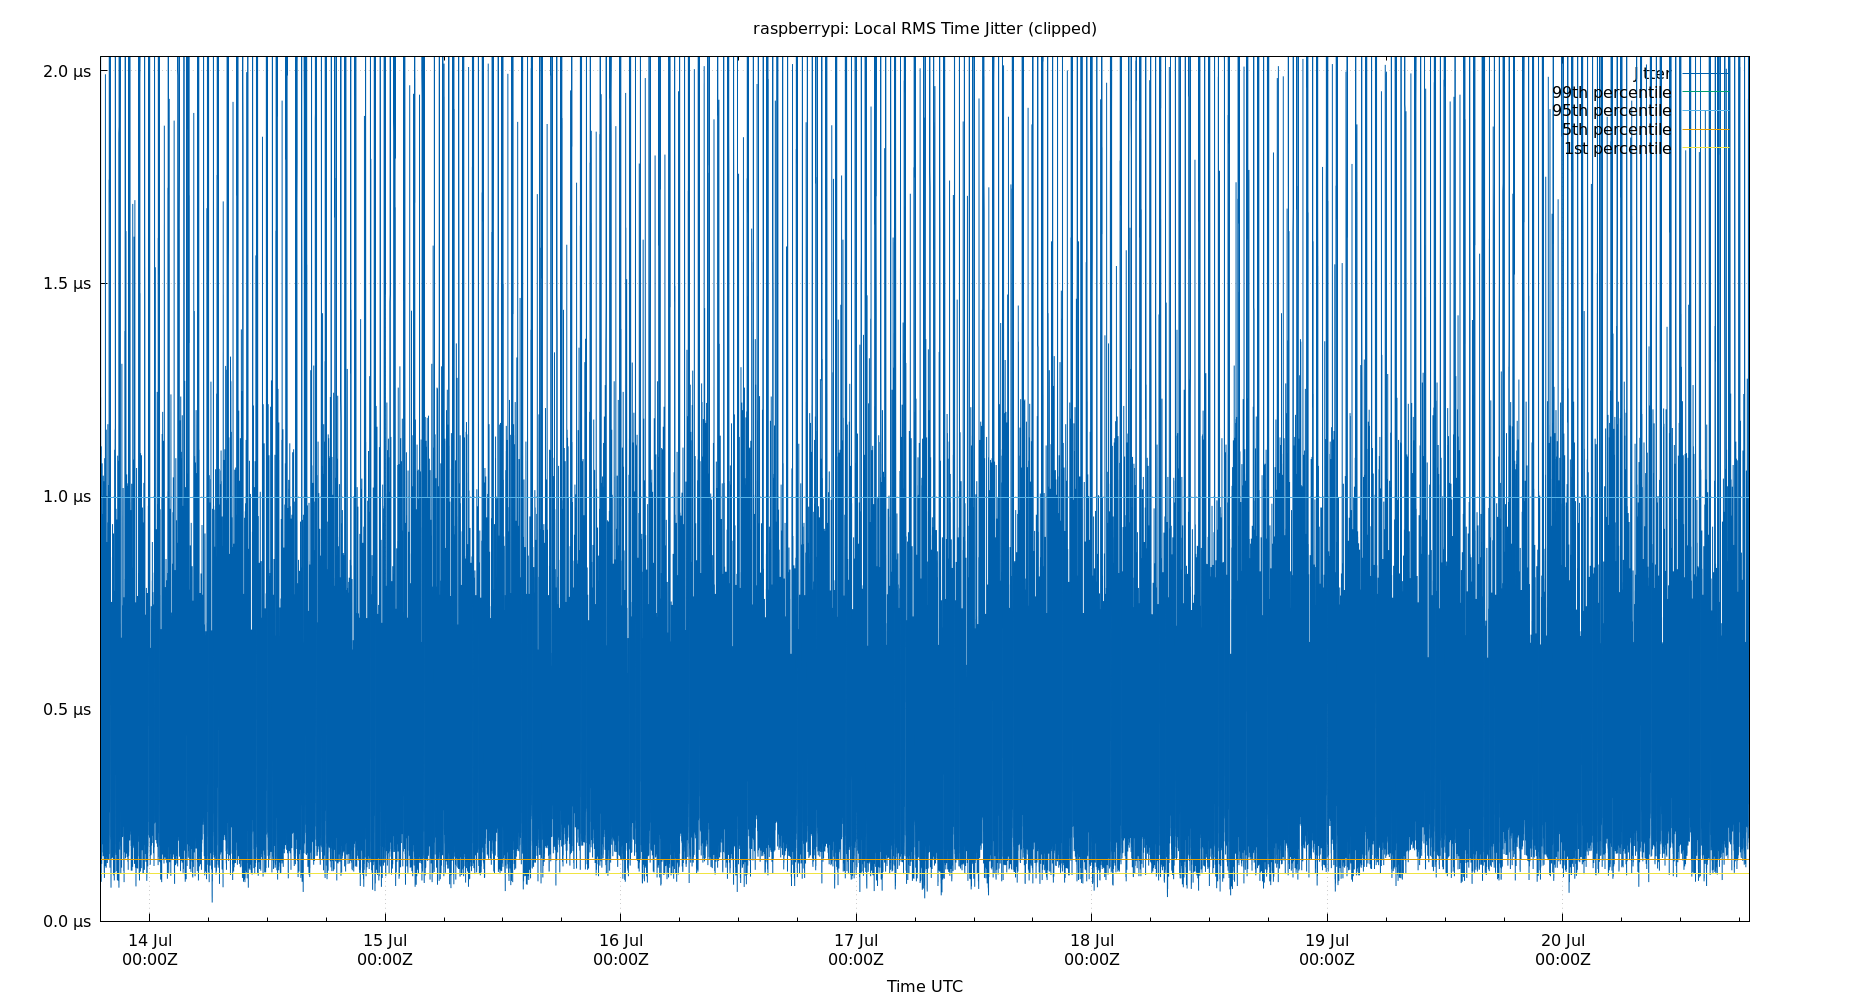 raspberrypi: Local RMS Time Jitter (clipped)
2.0 µs
1.5 µs
1.0 µs
0.5 µs
0.0 µs
Jitter
99th percentile
95th percentile
5th percentile
1st percentile
14 Jul
00:00Z
15 Jul
00:00Z
16 Jul
00:00Z
17 Jul
00:00Z
18 Jul
00:00Z
19 Jul
00:00Z
20 Jul
00:00Z
Time UTC